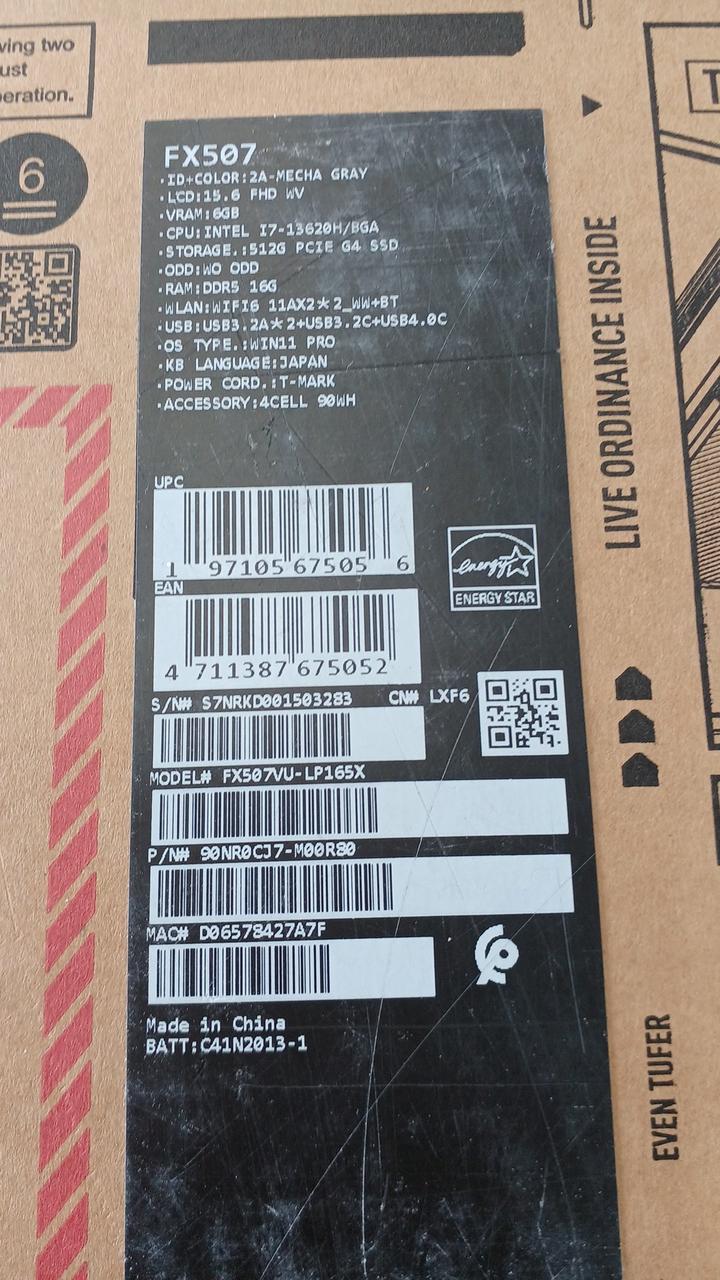 wing two
ust
eration.
6
T
FX507
·ID+COLOR:2A-MECHA GRAY
·LCD:15.6 FHD WV
·VRAM:6GB
·CPU:INTEL I7-13620H/BGA
·STORAGE.:512G PCIE G4 SSD
·ODD:WO ODD
·RAM:DDR5 16G
·WLAN:WIFI6 11AX2*2_WW+BT
·USB:USB3.2A*2+USB3.2C+USB4.0C
·OS TYPE.:WIN11 PRO
·KB LANGUAGE:JAPAN
·POWER CORD.:T-MARK
·ACCESSORY:4CELL 90WH
UPC
1 97105 67505 6
EAN
4 711387 675052
energy
ENERGY STAR
S/N# S7NRKD001503283 CN# LXF6
MODEL# FX507VU-LP165X
P/N# 90NR0CJ7-M00R80
MAC# D06578427A7F
Made in China
BATT:C41N2013-1
LIVE ORDINANCE INSIDE
EVEN TUFER